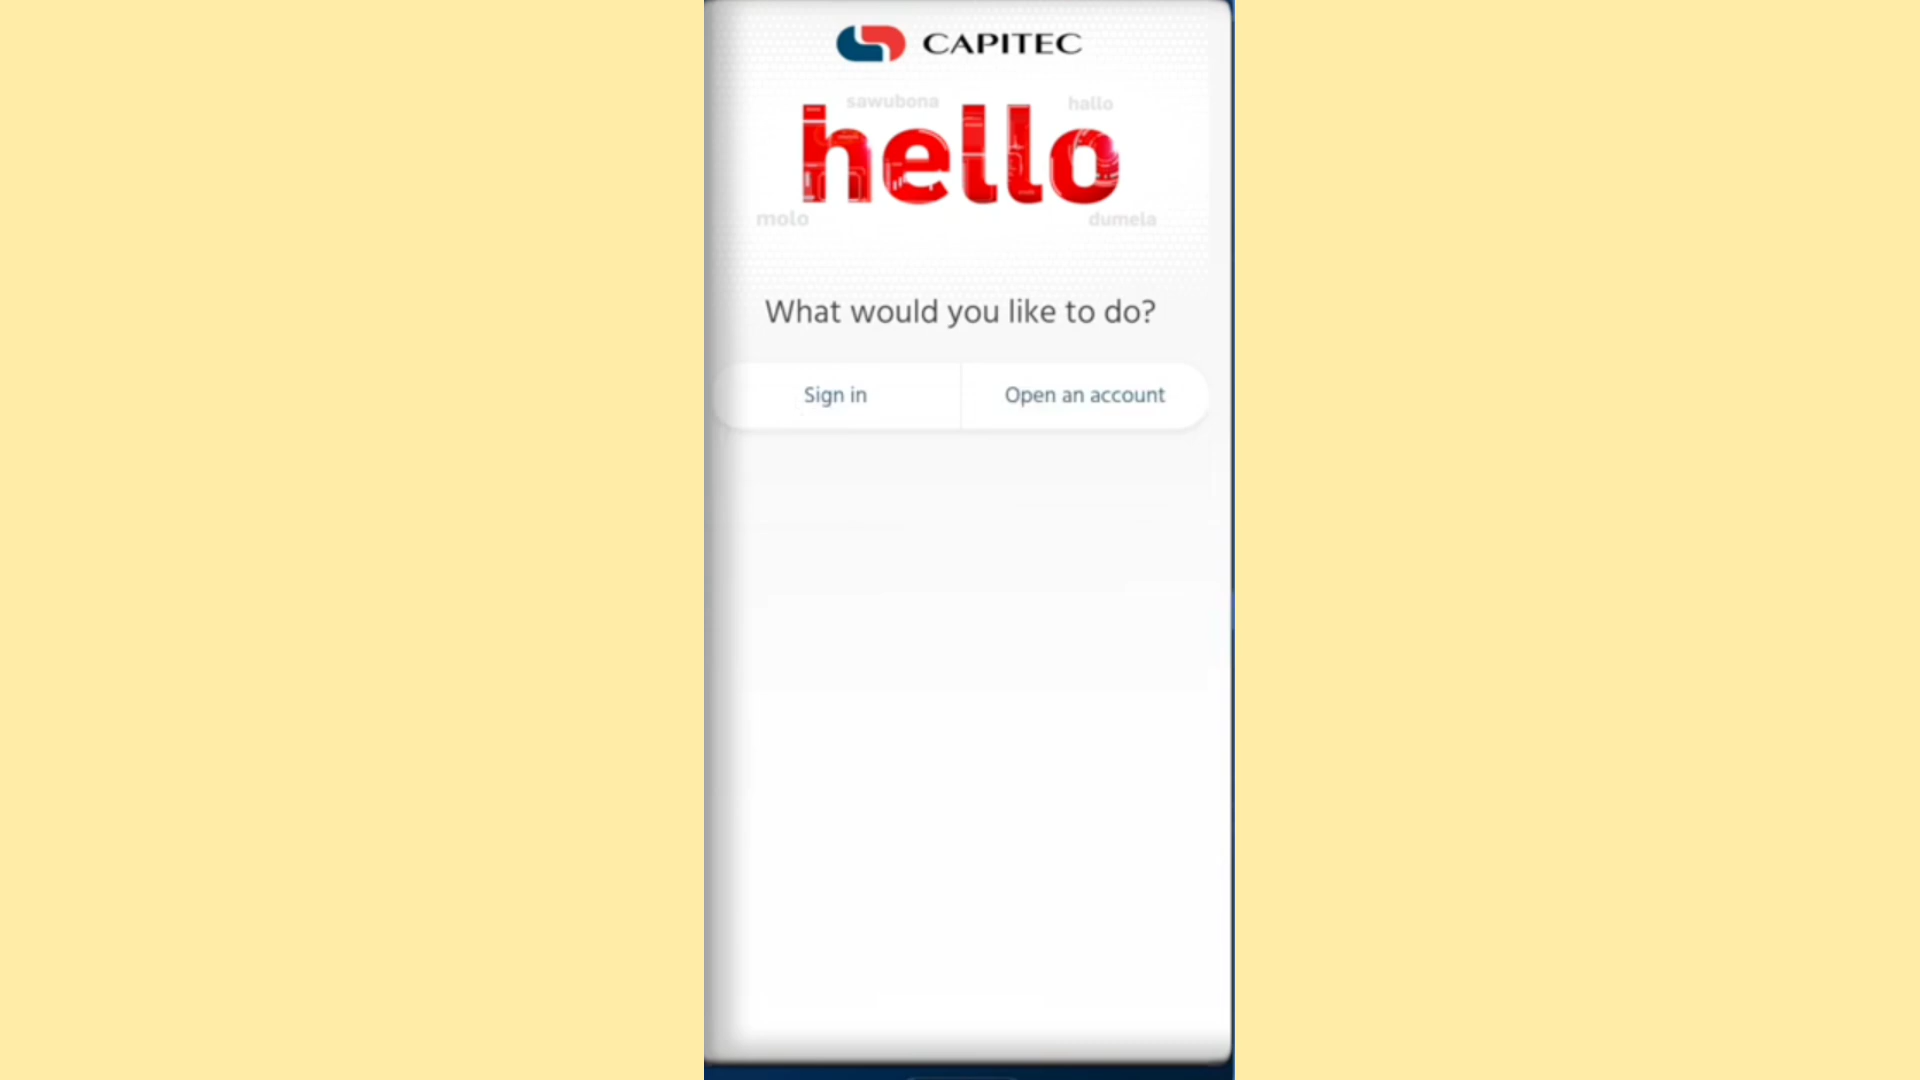 CAPITEC
sawubona hallo
hello
molo dumela
What would you like to do?
Sign in Open an account